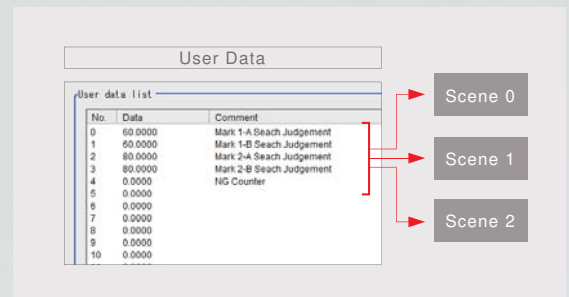 User Data
User data list
No. Data Comment
0 60.0000 Mark 1-A Seach Judgement
1 60.0000 Mark 1-B Seach Judgement
2 80.0000 Mark 2-A Seach Judgement
3 80.0000 Mark 2-B Seach Judgement
4 0.0000 NG Counter
5 0.0000
6 0.0000
7 0.0000
8 0.0000
9 0.0000
10 0.0000
Scene 0
Scene 1
Scene 2